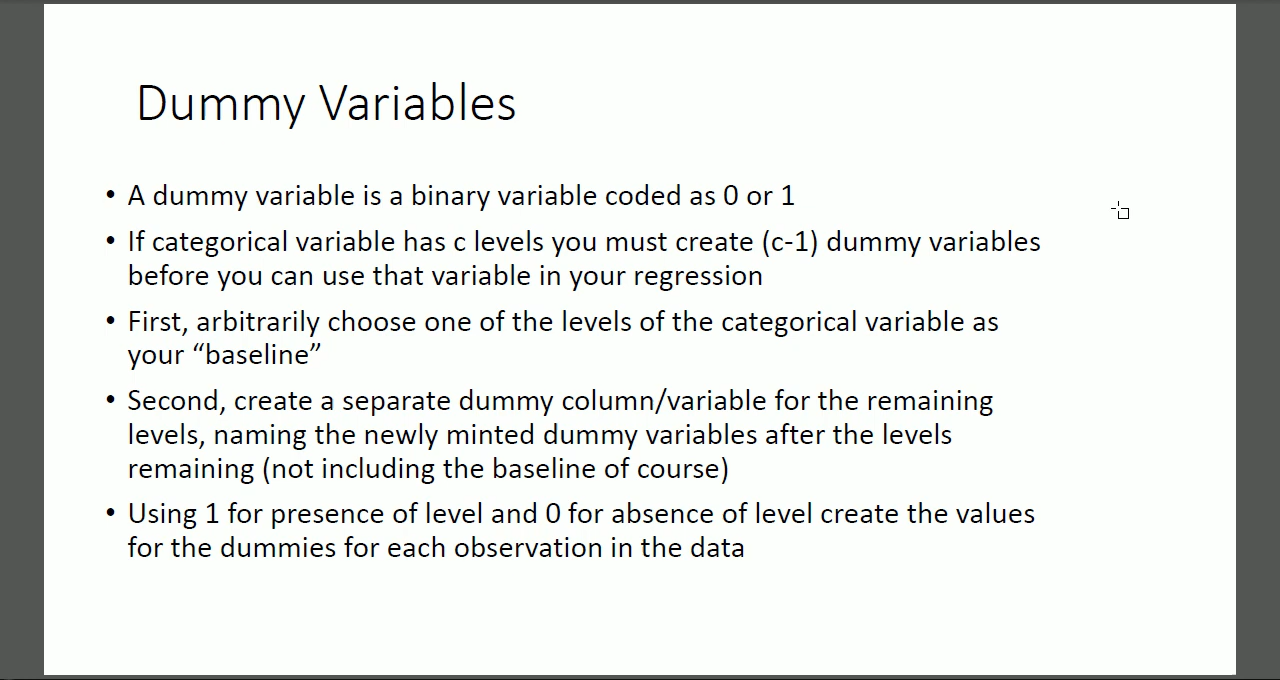 Dummy Variables
• A dummy variable is a binary variable coded as 0 or 1
• If categorical variable has c levels you must create (c-1) dummy variables
before you can use that variable in your regression
• First, arbitrarily choose one of the levels of the categorical variable as
your “baseline”
• Second, create a separate dummy column/variable for the remaining
levels, naming the newly minted dummy variables after the levels
remaining (not including the baseline of course)
• Using 1 for presence of level and 0 for absence of level create the values
for the dummies for each observation in the data